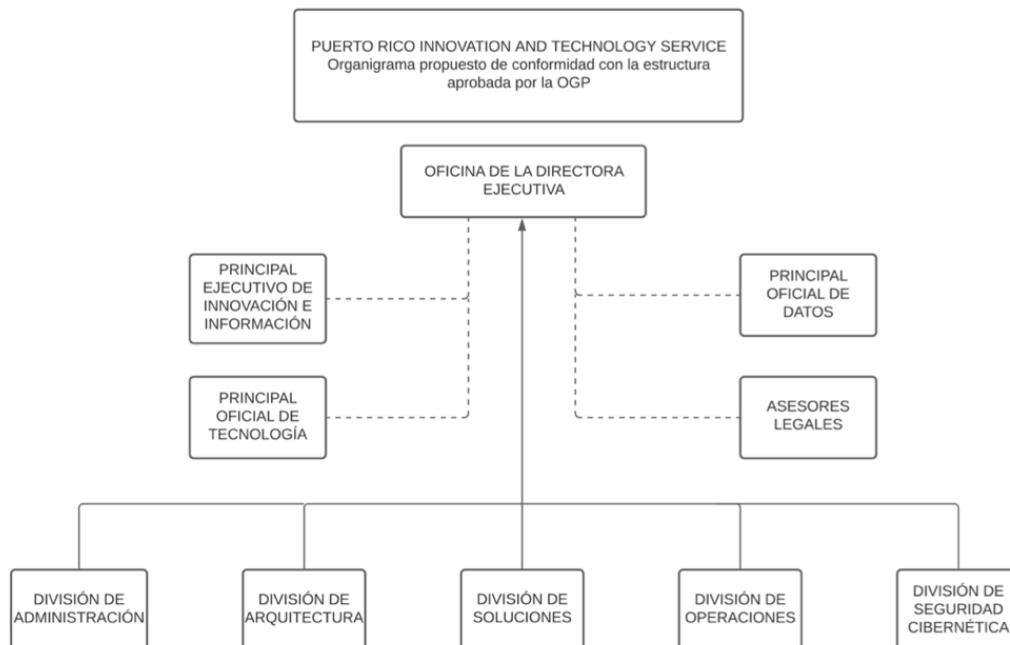 PUERTO RICO INNOVATION AND TECHNOLOGY SERVICE
Organigrama propuesto de conformidad con la estructura
aprobada por la OGP
OFICINA DE LA DIRECTORA
EJECUTIVA
PRINCIPAL
EJECUTIVO DE
INNOVACIÓN E
INFORMACIÓN
PRINCIPAL
OFICIAL DE
DATOS
PRINCIPAL
OFICIAL DE
TECNOLOGÍA
ASESORES
LEGALES
DIVISIÓN DE
ADMINISTRACIÓN
DIVISIÓN DE
ARQUITECTURA
DIVISIÓN DE
SOLUCIONES
DIVISIÓN DE
OPERACIONES
DIVISIÓN DE
SEGURIDAD
CIBERNÉTICA